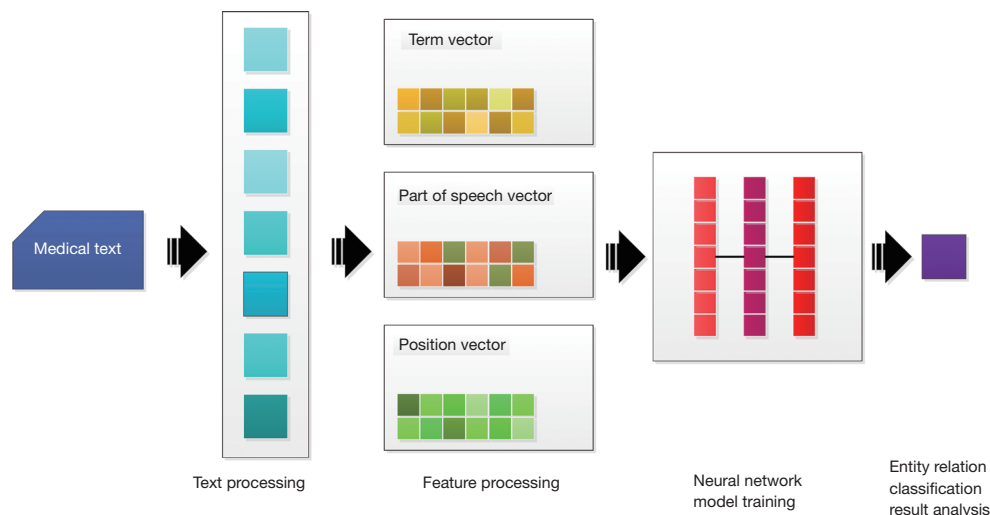 Medical text
Term vector
Part of speech vector
Position vector
Text processing
Feature processing
Neural network
model training
Entity relation
classification
result analysis